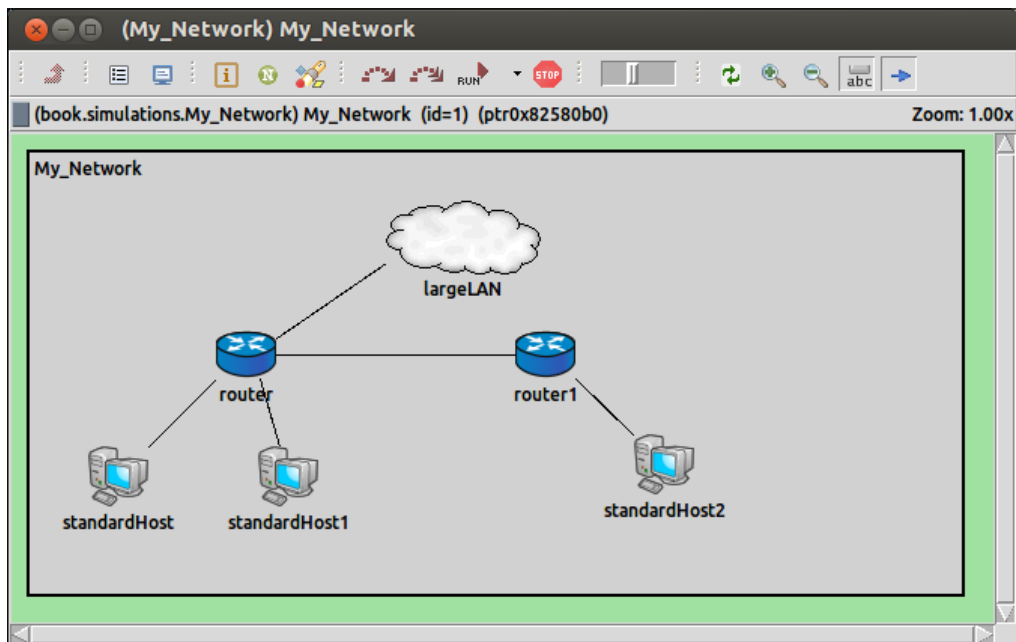 (My_Network) My_Network
i N RUN STOP abc
(book.simulations.My_Network) My_Network (id=1) (ptr0x82580b0) Zoom: 1.00x
My_Network
largeLAN
router router1
standardHost standardHost1 standardHost2